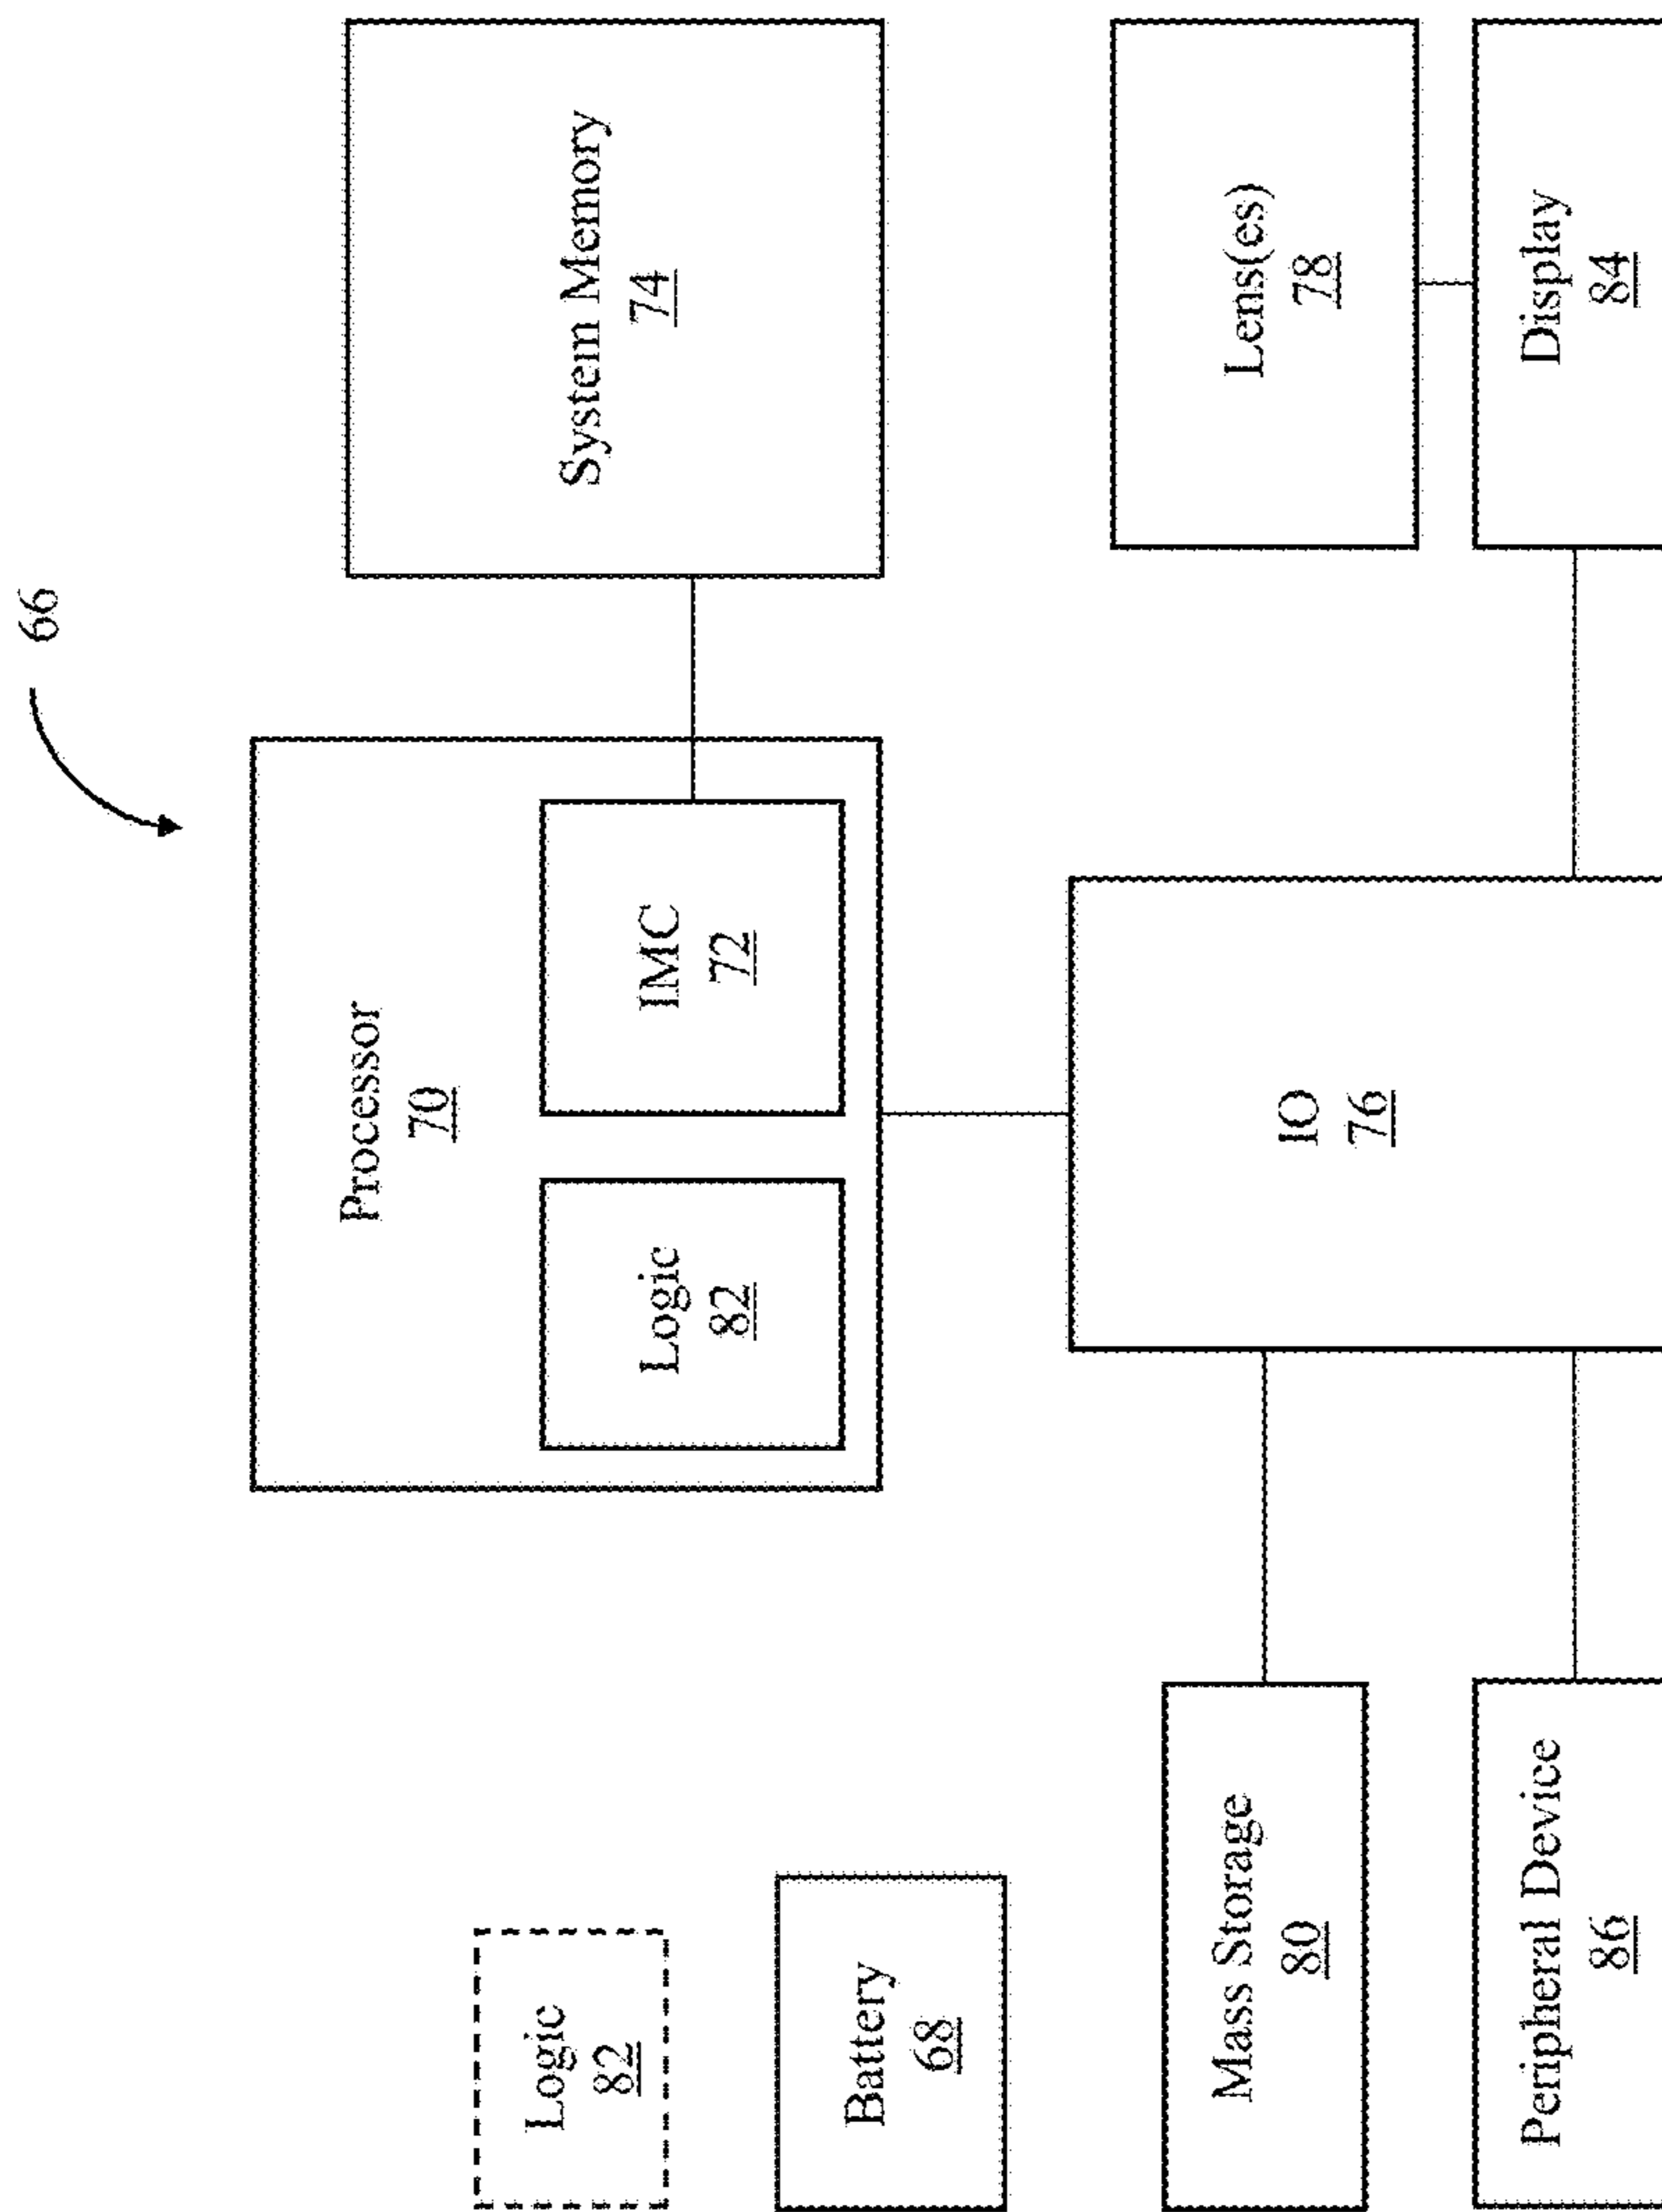 66
Logic
82
Processor
70
System Memory
74
Logic
82
IMC
72
Battery
68
Mass Storage
80
IO
76
Lens(es)
78
Peripheral Device
86
Display
84